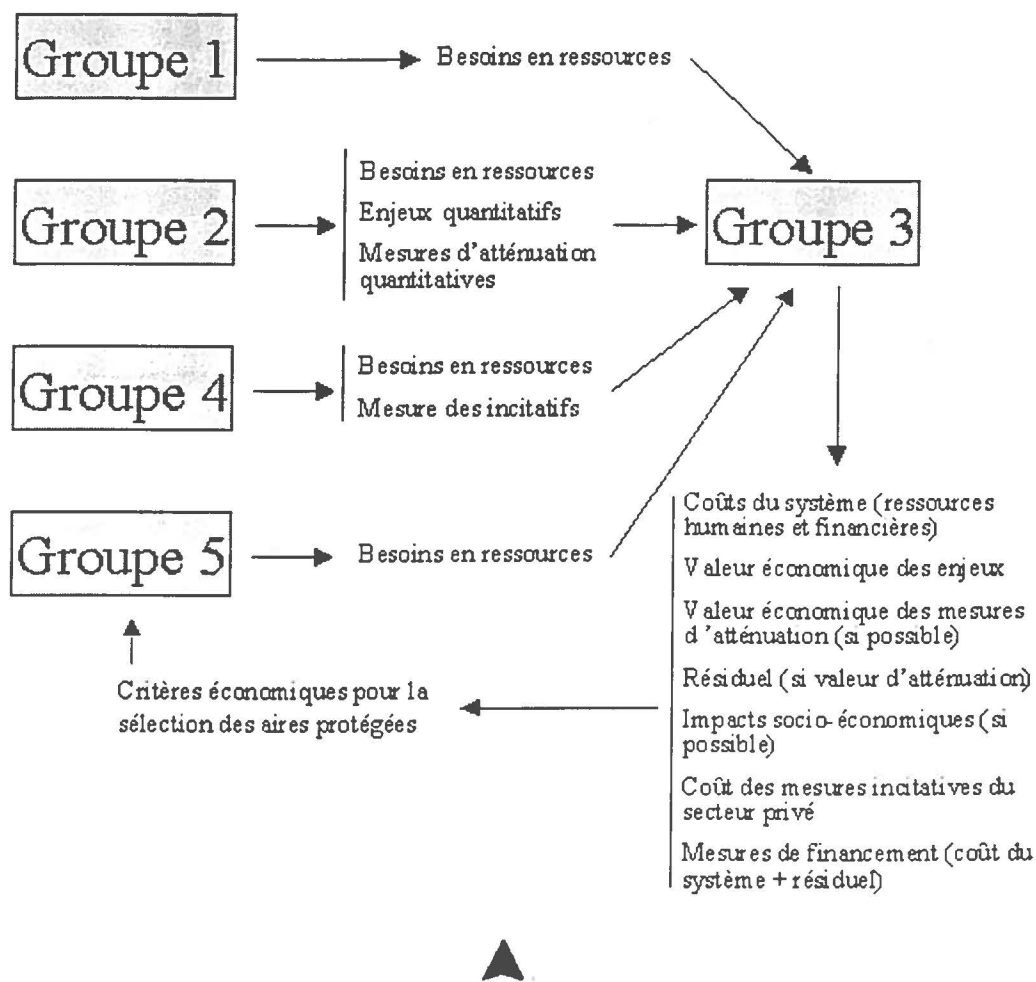 Groupe 1
Besoins en ressources
Groupe 2
Besoins en ressources
Enjeux quantitatifs
Mesures d'atténuation
quantitatives
Groupe 3
Groupe 4
Besoins en ressources
Mesure des incitatifs
Groupe 5
Besoins en ressources
Coûts du système (ressources
humaines et financières)
Valeur économique des enjeux
Valeur économique des mesures
d'atténuation (si possible)
Résiduel (si valeur d'atténuation)
Impacts socio-économiques (si
possible)
Coût des mesures incitatives du
secteur privé
Mesures de financement (coût du
système + résiduel)
Critères économiques pour la
sélection des aires protégées